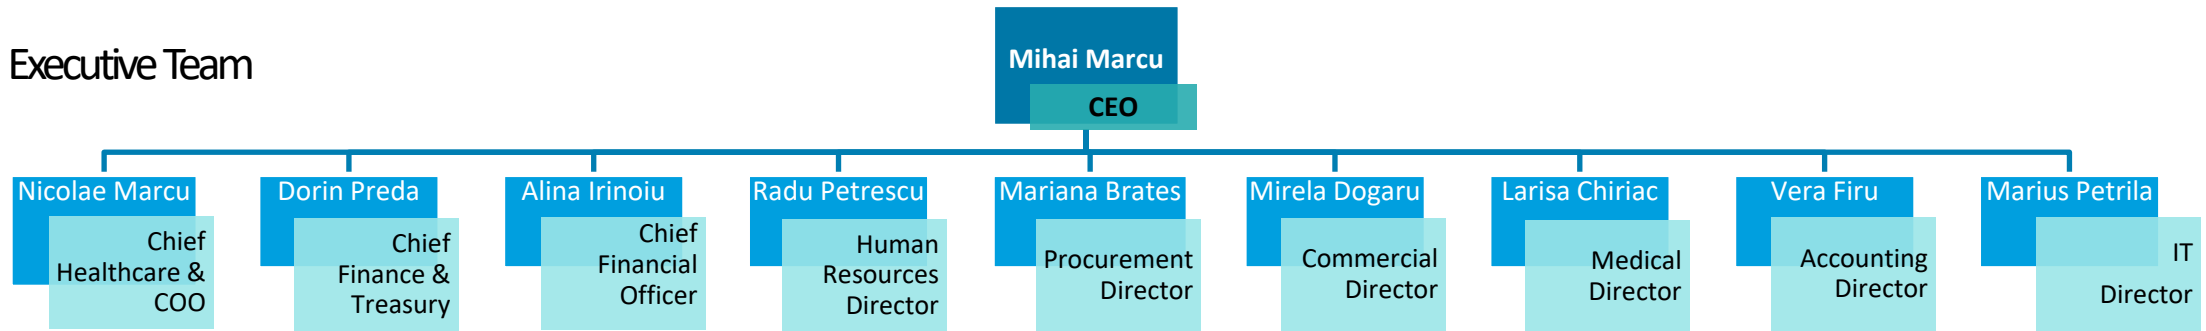 Executive Team
Mihai Marcu
CEO
Nicolae Marcu
Chief
Healthcare &
COO
Dorin Preda
Chief
Finance &
Treasury
Alina Irinoiu
Chief
Financial
Officer
Radu Petrescu
Human
Resources
Director
Mariana Brates
Procurement
Director
Mirela Dogaru
Commercial
Director
Larisa Chiriac
Medical
Director
Vera Firu
Accounting
Director
Marius Petrila
IT
Director